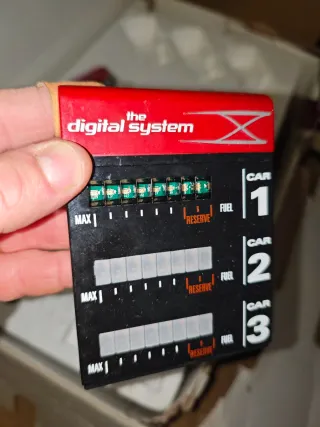 the
digital system X
CAR
1
MAX RESERVE FUEL
CAR
2
MAX RESERVE FUEL
CAR
3
MAX RESERVE FUEL